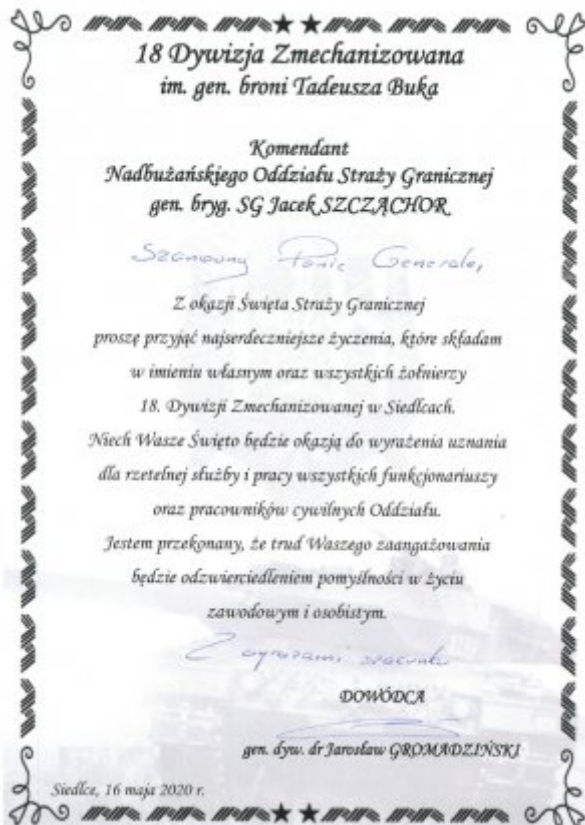 18 Dywizja Zmechanizowana
im. gen. broni Tadeusza Buka
Komendant
Nadbużańskiego Oddziału Straży Granicznej
gen. bryg. SG Jacek SZCZĄCHOR
Szanowny Panie Generale,
Z okazji Święta Straży Granicznej
proszę przyjąć najserdeczniejsze życzenia, które składam
w imieniu własnym oraz wszystkich żołnierzy
18. Dywizji Zmechanizowanej w Siedlcach.
Niech Wasze Święto będzie okazją do wyrażenia uznania
dla rzetelnej służby i pracy wszystkich funkcjonariuszy
oraz pracowników cywilnych Oddziału.
Jestem przekonany, że trud Waszego zaangażowania
będzie odzwierciedleniem pomyślności w życiu
zawodowym i osobistym.
Z wyrazami szacunku
DOWÓDCA
gen. dyw. dr Jarosław GROMADZIŃSKI
Siedlce, 16 maja 2020 r.